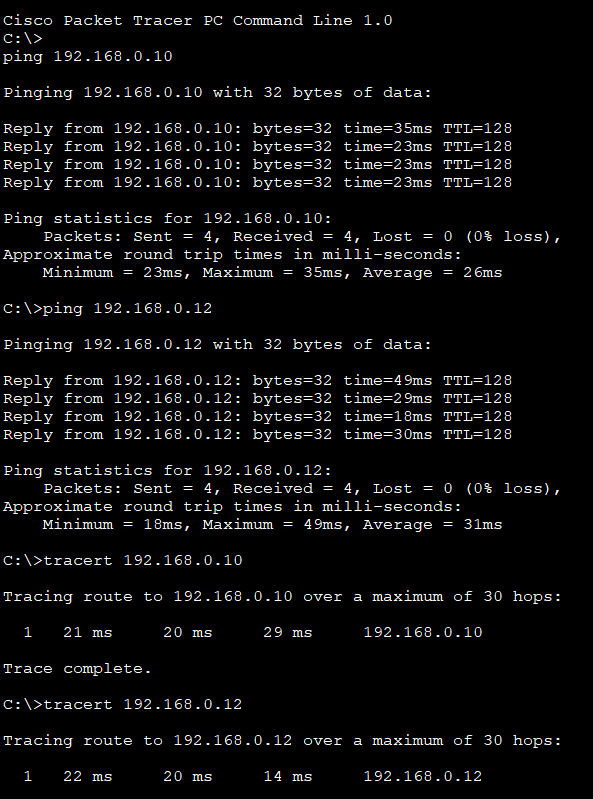 Cisco Packet Tracer PC Command Line 1.0
C:\>
ping 192.168.0.10
Pinging 192.168.0.10 with 32 bytes of data:
Reply from 192.168.0.10: bytes=32 time=35ms TTL=128
Reply from 192.168.0.10: bytes=32 time=23ms TTL=128
Reply from 192.168.0.10: bytes=32 time=23ms TTL=128
Reply from 192.168.0.10: bytes=32 time=23ms TTL=128
Ping statistics for 192.168.0.10:
    Packets: Sent = 4, Received = 4, Lost = 0 (0% loss),
Approximate round trip times in milli-seconds:
    Minimum = 23ms, Maximum = 35ms, Average = 26ms
C:\>ping 192.168.0.12
Pinging 192.168.0.12 with 32 bytes of data:
Reply from 192.168.0.12: bytes=32 time=49ms TTL=128
Reply from 192.168.0.12: bytes=32 time=29ms TTL=128
Reply from 192.168.0.12: bytes=32 time=18ms TTL=128
Reply from 192.168.0.12: bytes=32 time=30ms TTL=128
Ping statistics for 192.168.0.12:
    Packets: Sent = 4, Received = 4, Lost = 0 (0% loss),
Approximate round trip times in milli-seconds:
    Minimum = 18ms, Maximum = 49ms, Average = 31ms
C:\>tracert 192.168.0.10
Tracing route to 192.168.0.10 over a maximum of 30 hops:
  1   21 ms     20 ms     29 ms     192.168.0.10
Trace complete.
C:\>tracert 192.168.0.12
Tracing route to 192.168.0.12 over a maximum of 30 hops:
  1   22 ms     20 ms     14 ms     192.168.0.12